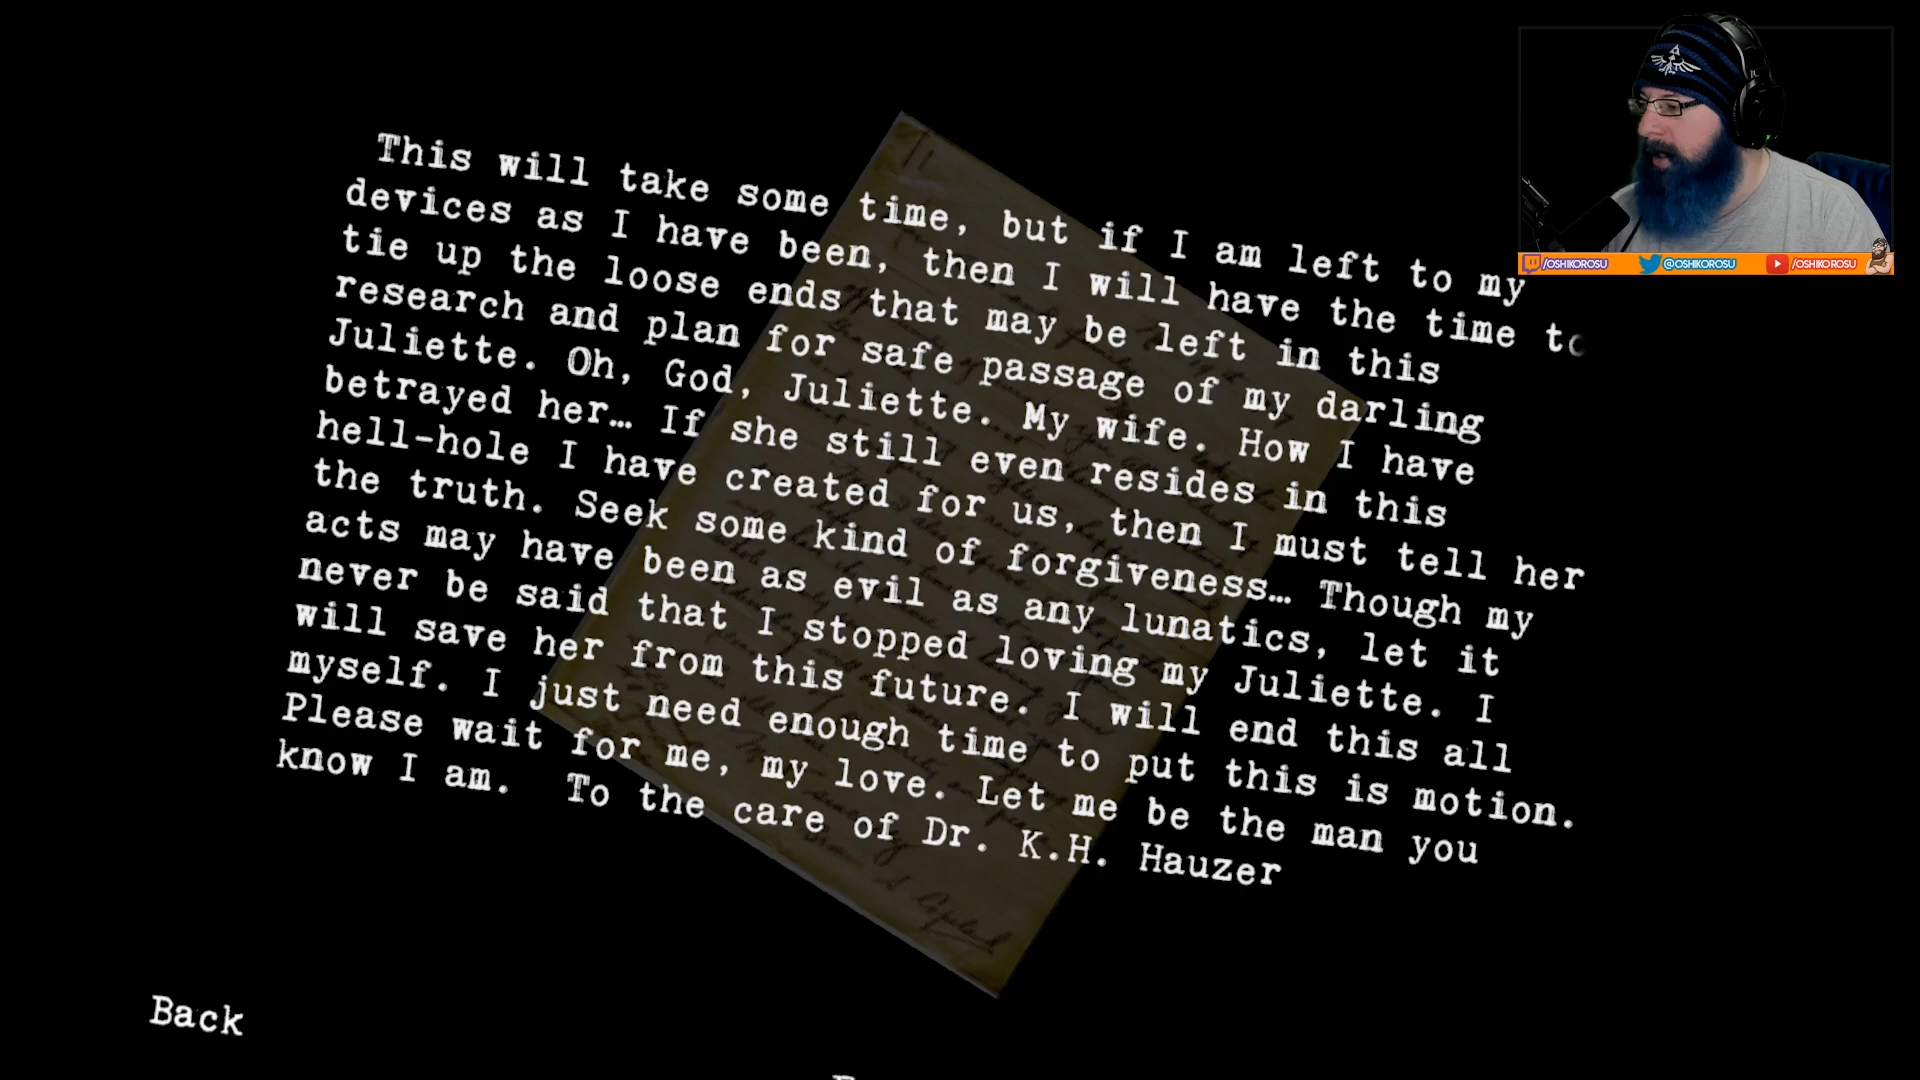 This will take some time, but if I am left to my
devices as I have been, then I will have the time to
tie up the loose ends that may be left in this
research and plan for safe passage of my darling
Juliette. Oh, God, Juliette. My wife. How I have
betrayed her… If she still even resides in this
hell-hole I have created for us, then I must tell her
the truth. Seek some kind of forgiveness… Though my
acts may have been as evil as any lunatics, let it
never be said that I stopped loving my Juliette. I
will save her from this future. I will end this all
myself. I just need enough time to put this is motion.
Please wait for me, my love. Let me be the man you
know I am. To the care of Dr. K.H. Hauzer
Back
/OSHIKOROSU @OSHIKOROSU /OSHIKOROSU